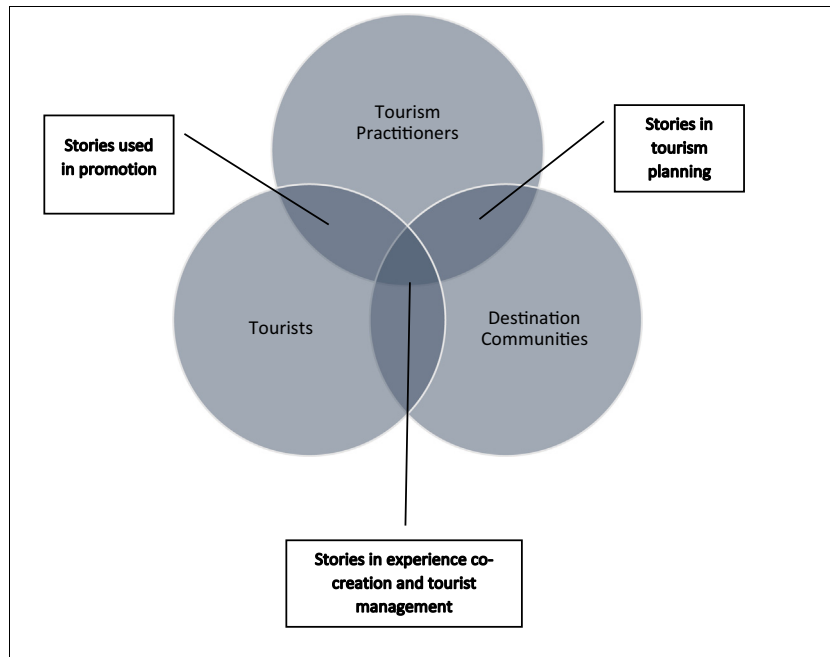 Tourism
Practitioners
Stories used
in promotion
Stories in
tourism
planning
Tourists
Destination
Communities
Stories in experience co-
creation and tourist
management